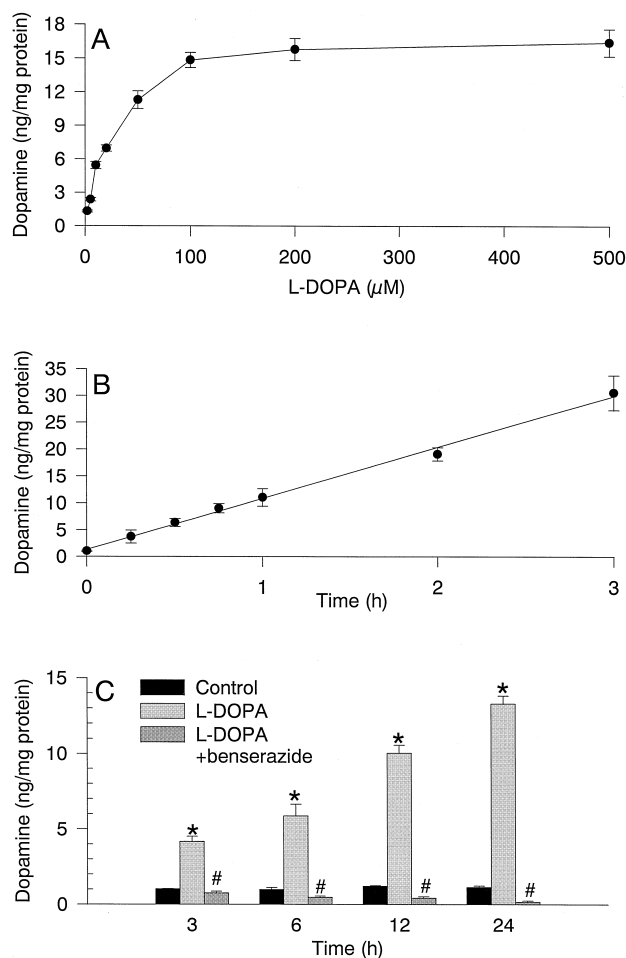 A
Dopamine (ng/mg protein)
18
15
12
9
6
3
0
0 100 200 300 400 500
L-DOPA (µM)
B
Dopamine (ng/mg protein)
35
30
25
20
15
10
5
0
0 1 2 3
Time (h)
C
Dopamine (ng/mg protein)
15
10
5
0
Control
L-DOPA
L-DOPA
+benserazide
* * * *
# # # #
3 6 12 24
Time (h)